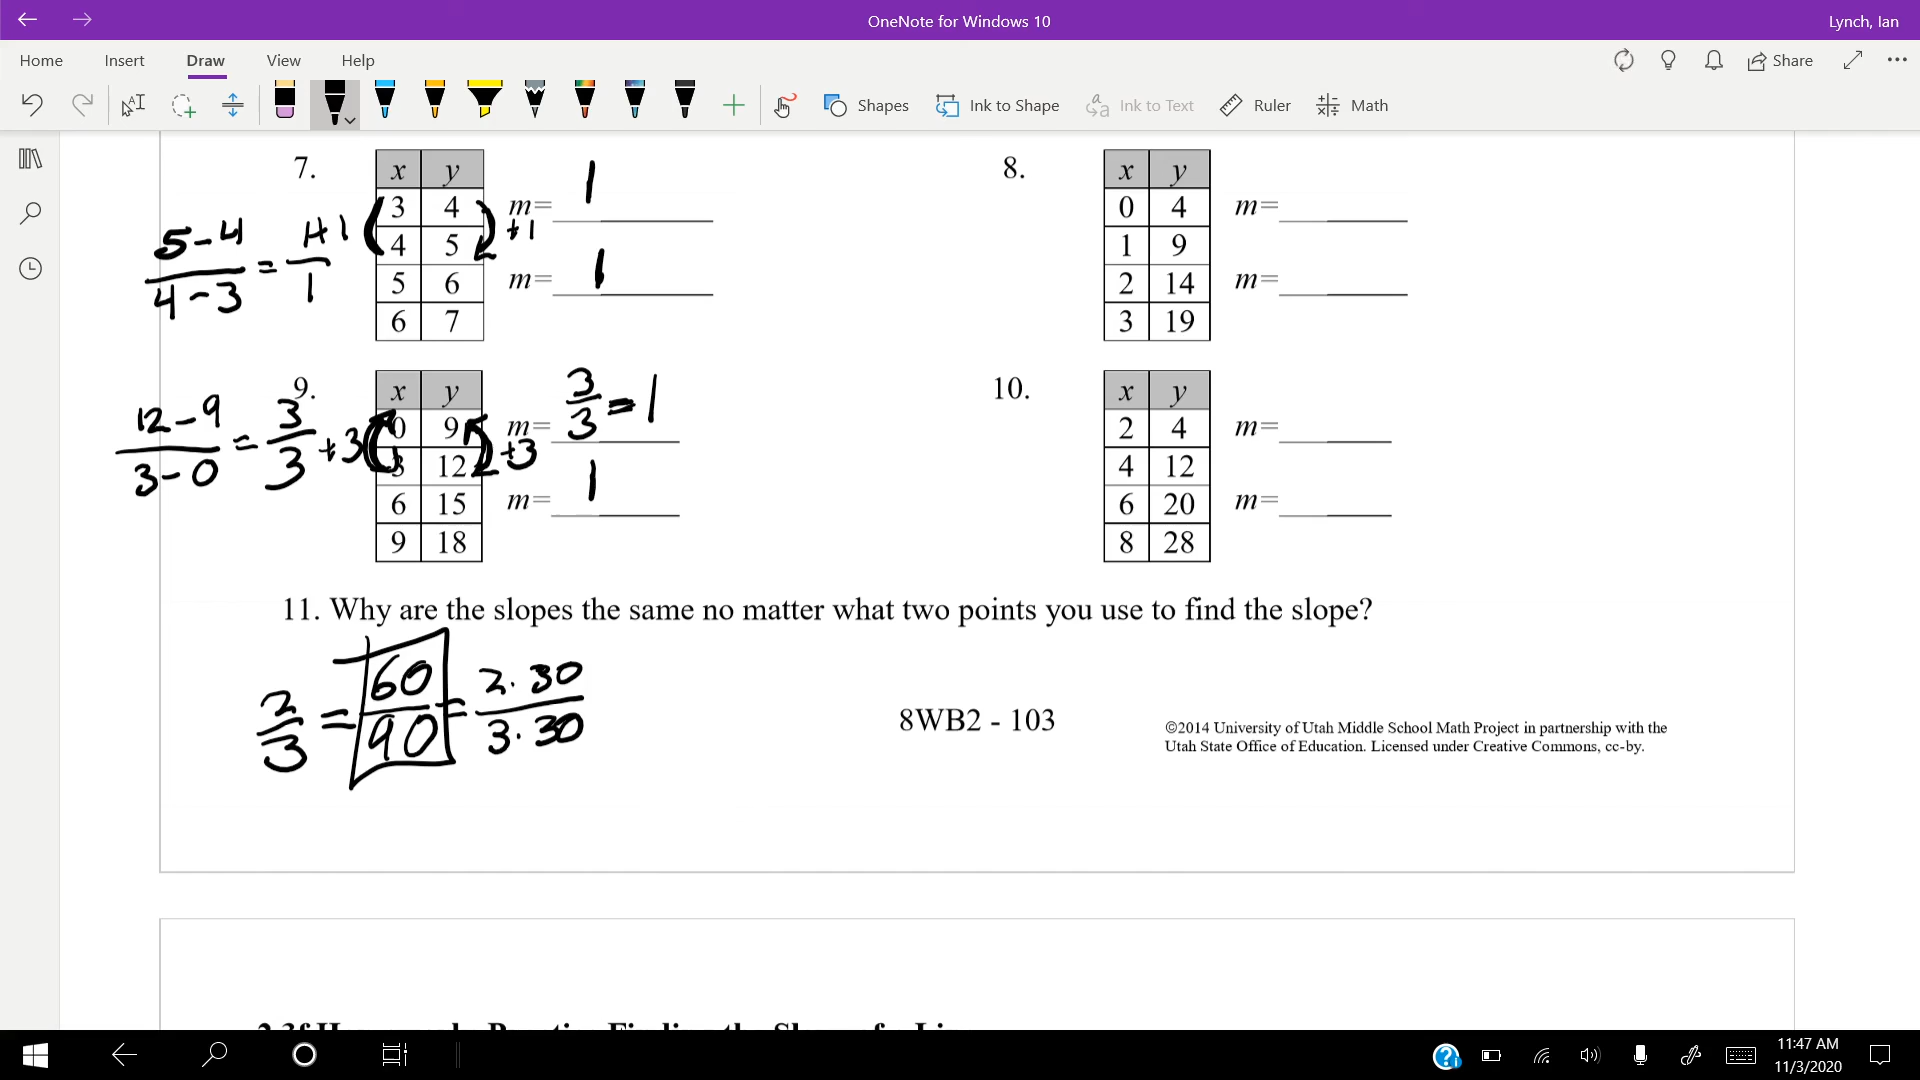 OneNote for Windows 10
Lynch, Ian
Home Insert Draw View Help
Share
Shapes Ink to Shape Ink to Text Ruler Math
7.
x y
3 4
4 5
5 6
6 7
m= 1
m= 1
+1
+1
5-4 / 4-3 = 1/1
8.
x y
0 4
1 9
2 14
3 19
m=
m=
9.
x y
0 9
3 12
6 15
9 18
m= 3/3 = 1
m= 1
+3
+3
12-9 / 3-0 = 3/3
10.
x y
2 4
4 12
6 20
8 28
m=
m=
11. Why are the slopes the same no matter what two points you use to find the slope?
2/3 = 60/90 = 2·30 / 3·30
8WB2 - 103
©2014 University of Utah Middle School Math Project in partnership with the
Utah State Office of Education. Licensed under Creative Commons, cc-by.
11:47 AM
11/3/2020